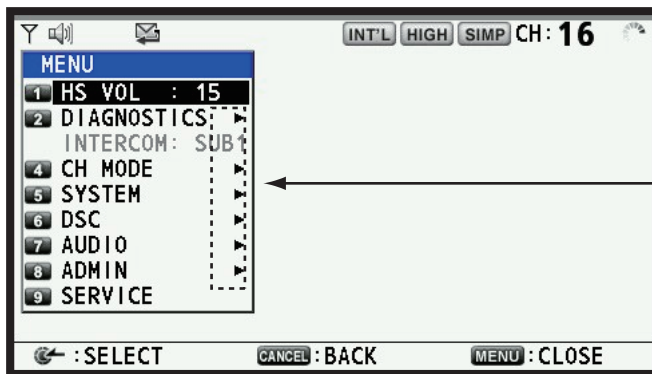 INT'L HIGH SIMP CH: 16
MENU
1 HS VOL : 15
2 DIAGNOSTICS:
INTERCOM: SUB1
4 CH MODE
5 SYSTEM
6 DSC
7 AUDIO
8 ADMIN
9 SERVICE
: SELECT CANCEL : BACK MENU : CLOSE